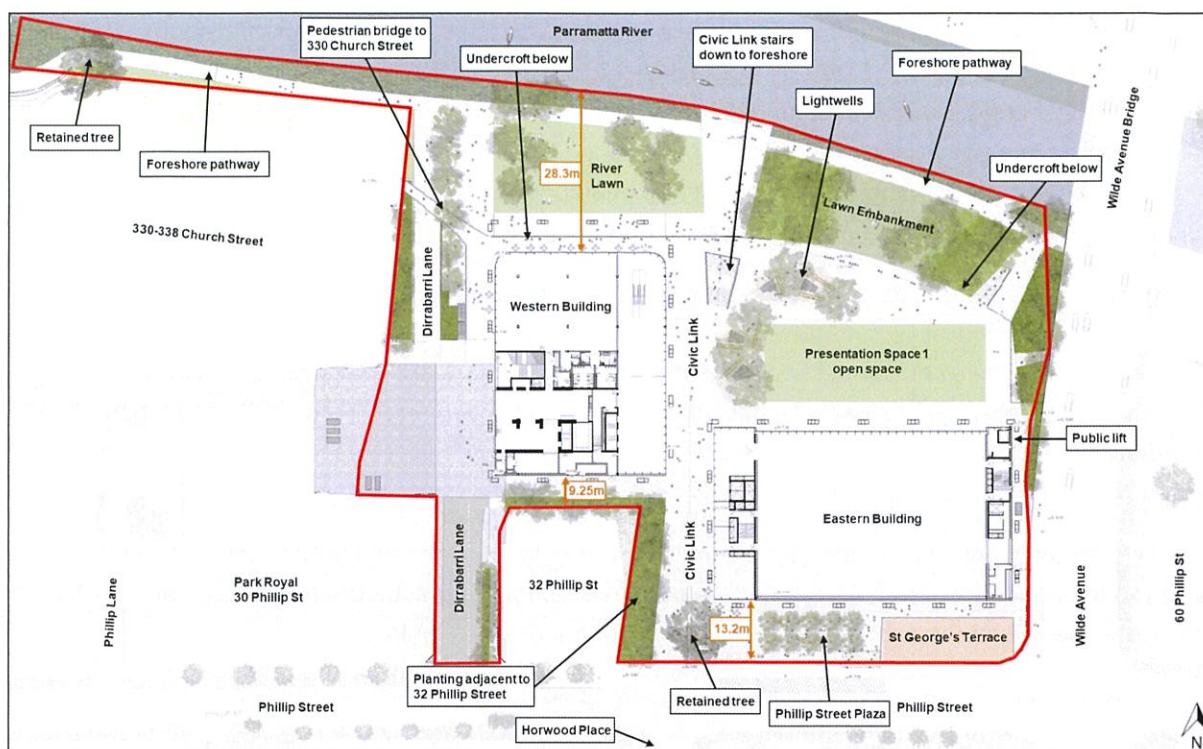 Parramatta River
Pedestrian bridge to
330 Church Street
Undercroft below
Civic Link stairs
down to foreshore
Foreshore pathway
Lightwells
Wilde Avenue Bridge
Retained tree
Foreshore pathway
28.3m
River
Lawn
Undercroft below
Lawn Embankment
330-338 Church Street
Dirrabarri Lane
Western Building
Civic Link
Presentation Space 1
open space
Public lift
9.25m
Eastern Building
Civic Link
Dirrabarri Lane
Phillip Lane
Park Royal
30 Phillip St
32 Phillip St
Wilde Avenue
60 Phillip St
13.2m
St George's Terrace
Planting adjacent to
32 Phillip Street
Retained tree
Phillip Street Plaza
Phillip Street
Phillip Street
Horwood Place
N